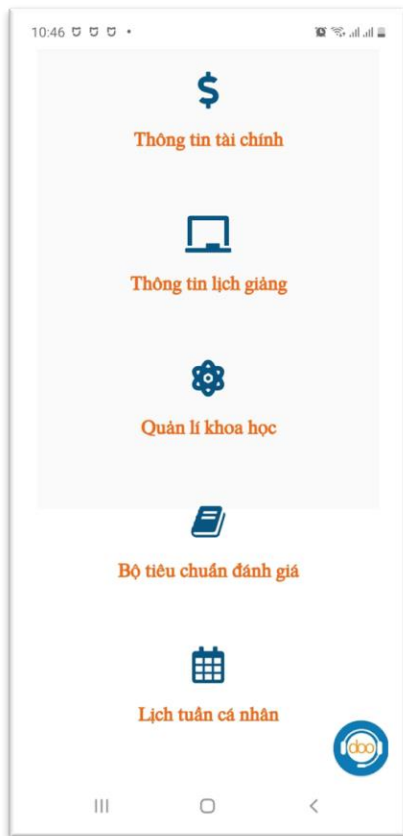 10:46
Thông tin tài chính
Thông tin lịch giảng
Quản lí khoa học
Bộ tiêu chuẩn đánh giá
Lịch tuần cá nhân
doo